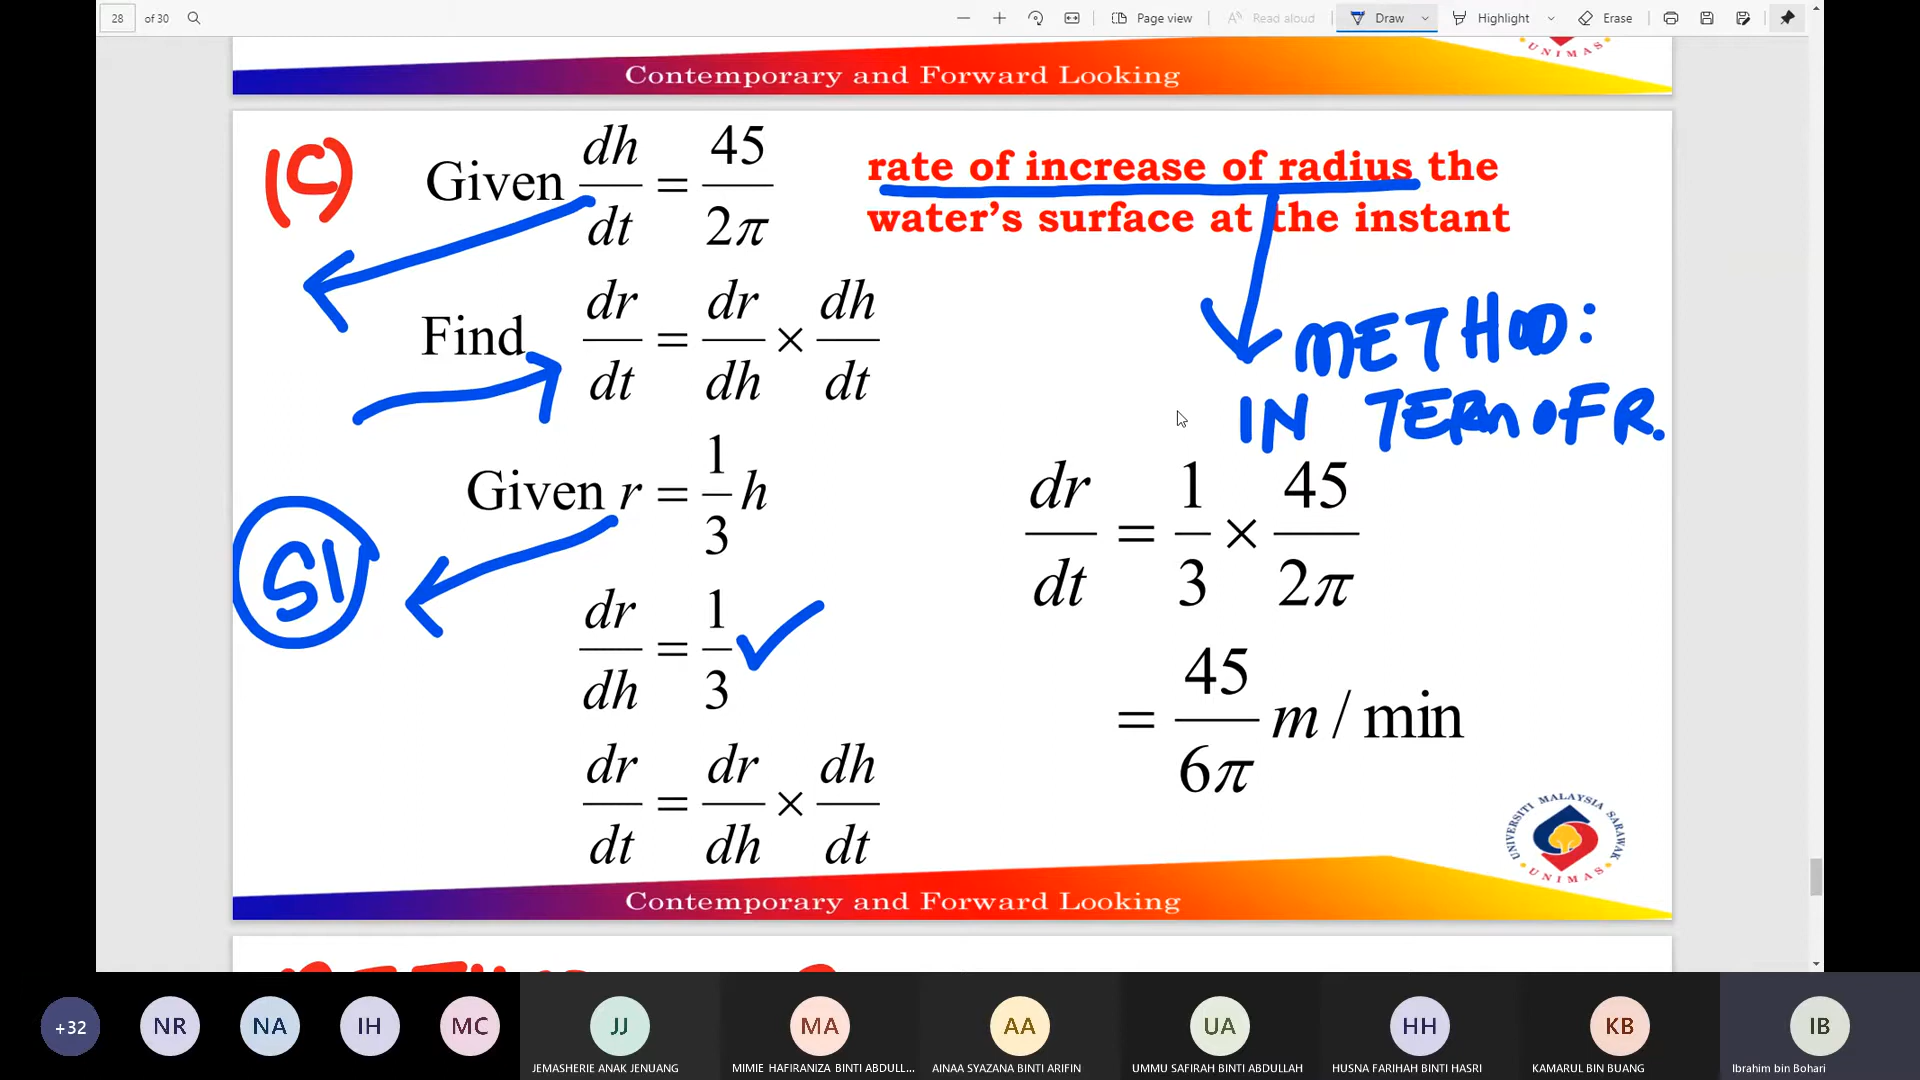 28 of 30 Page view Read aloud Draw Highlight Erase
UNIMAS
Contemporary and Forward Looking
(C)
Given dh/dt = 45/2π
rate of increase of radius the
water’s surface at the instant
Find dr/dt = dr/dh × dh/dt
METHOD:
IN TERM OF R.
Given r = 1/3 h
S1
dr/dh = 1/3
dr/dt = dr/dh × dh/dt
dr/dt = 1/3 × 45/2π
= 45/6π m / min
UNIVERSITI MALAYSIA SARAWAK
UNIMAS
Contemporary and Forward Looking
+32 NR NA IH MC JJ MA AA UA HH KB IB
JEMASHERIE ANAK JENUANG
MIMIE HAFIRANIZA BINTI ABDULL...
AINAA SYAZANA BINTI ARIFIN
UMMU SAFIRAH BINTI ABDULLAH
HUSNA FARIHAH BINTI HASRI
KAMARUL BIN BUANG
Ibrahim bin Bohari